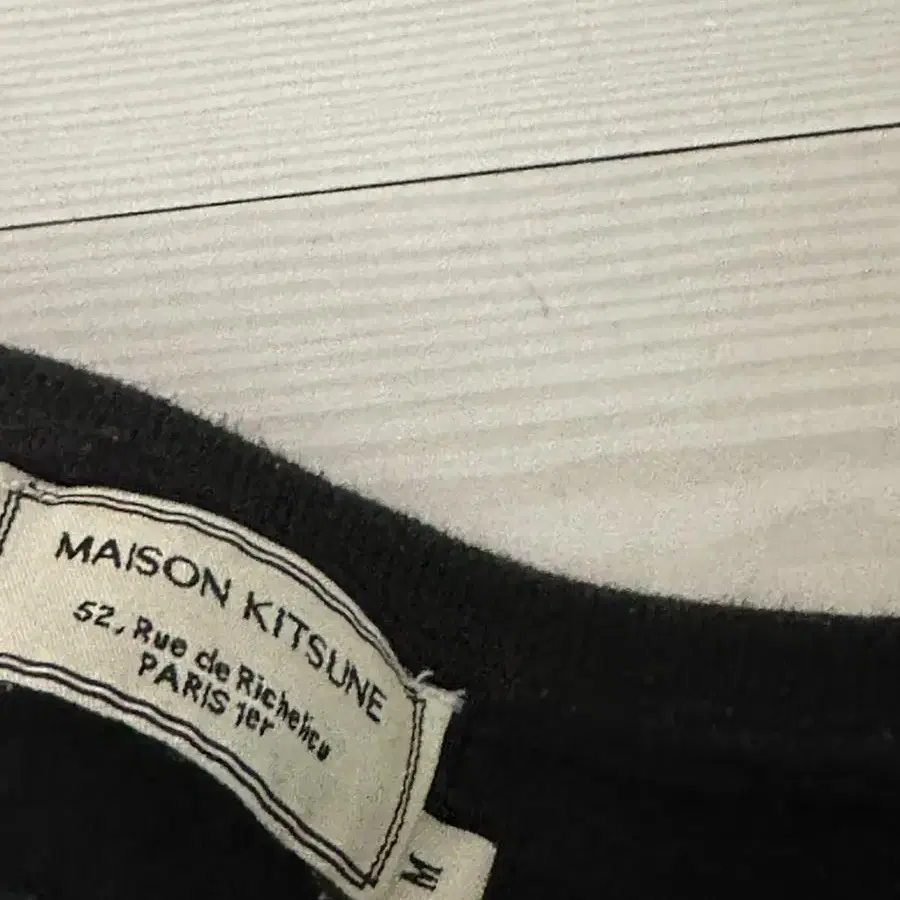 MAISON KITSUNE
52, Rue de Richelieu
PARIS 1er
M